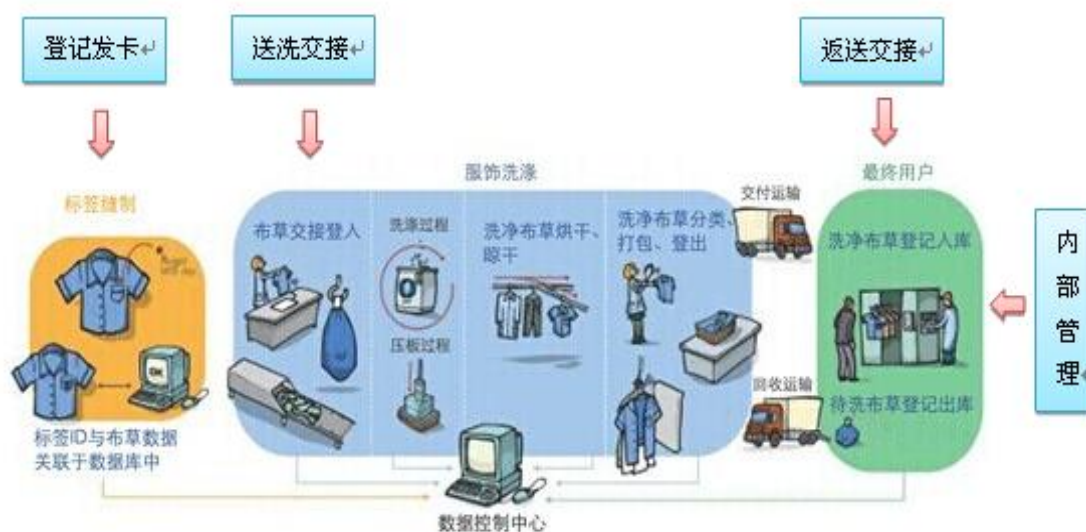 登记发卡↵
送洗交接↵
返送交接↵
服饰洗涤
最终用户
标签缝制
布草交接登入
洗涤过程
压板过程
洗净布草烘干、
晾干
洗净布草分类、
打包、登出
交付运输
回收运输
洗净布草登记入库
待洗布草登记出库
内
部
管
理↵
OK
标签ID与布草数据
关联于数据库中
数据控制中心